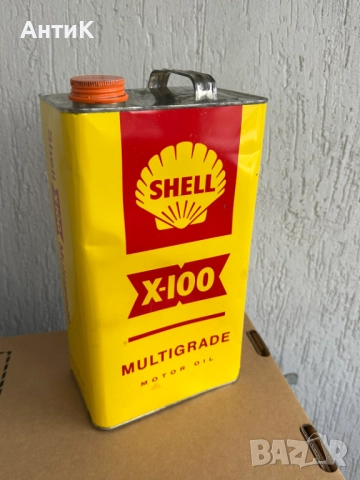 АнтиК
SHELL
X-100
MULTIGRADE
MOTOR OIL
BAZAR